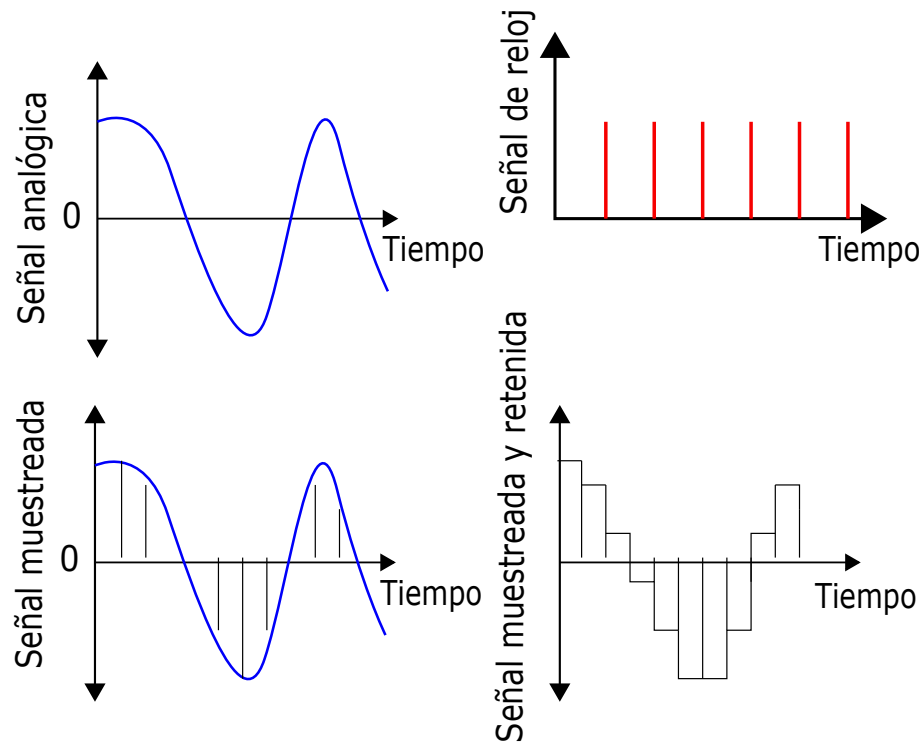 Señal analógica
0
Tiempo
Señal de reloj
Tiempo
Señal muestreada
0
Tiempo
Señal muestreada y retenida
Tiempo